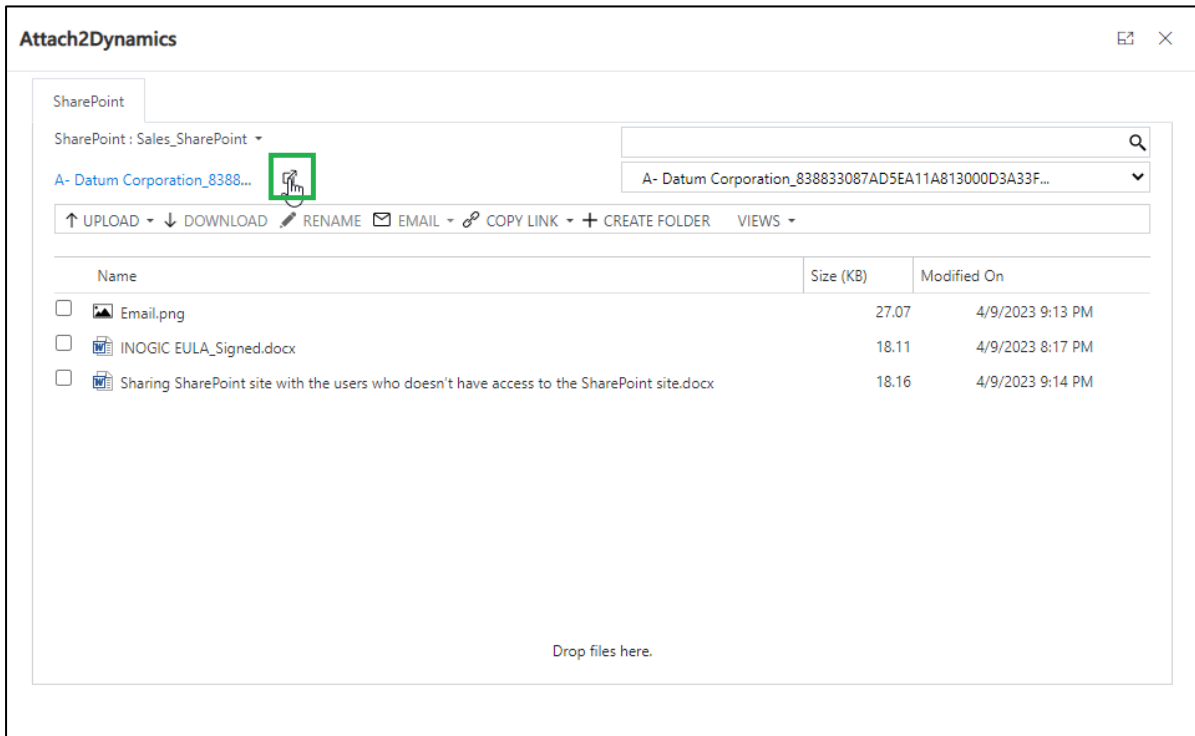 Attach2Dynamics
SharePoint
SharePoint : Sales_SharePoint
A- Datum Corporation_8388...
A- Datum Corporation_838833087AD5EA11A813000D3A33F...
UPLOAD DOWNLOAD RENAME EMAIL COPY LINK CREATE FOLDER VIEWS
Name Size (KB) Modified On
Email.png 27.07 4/9/2023 9:13 PM
INOGIC EULA_Signed.docx 18.11 4/9/2023 8:17 PM
Sharing SharePoint site with the users who doesn't have access to the SharePoint site.docx 18.16 4/9/2023 9:14 PM
Drop files here.